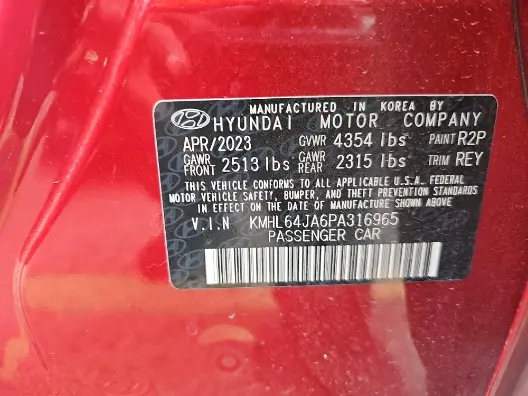 MANUFACTURED IN KOREA BY
HYUNDAI MOTOR COMPANY
APR/2023 GVWR 4354 lbs PAINT R2P
GAWR FRONT 2513 lbs GAWR REAR 2315 lbs TRIM REY
THIS VEHICLE CONFORMS TO ALL APPLICABLE U.S.A. FEDERAL
MOTOR VEHICLE SAFETY, BUMPER, AND THEFT PREVENTION STANDARDS
IN EFFECT ON THE DATE OF MANUFACTURE SHOWN ABOVE
V.I.N KMHL64JA6PA316965
PASSENGER CAR